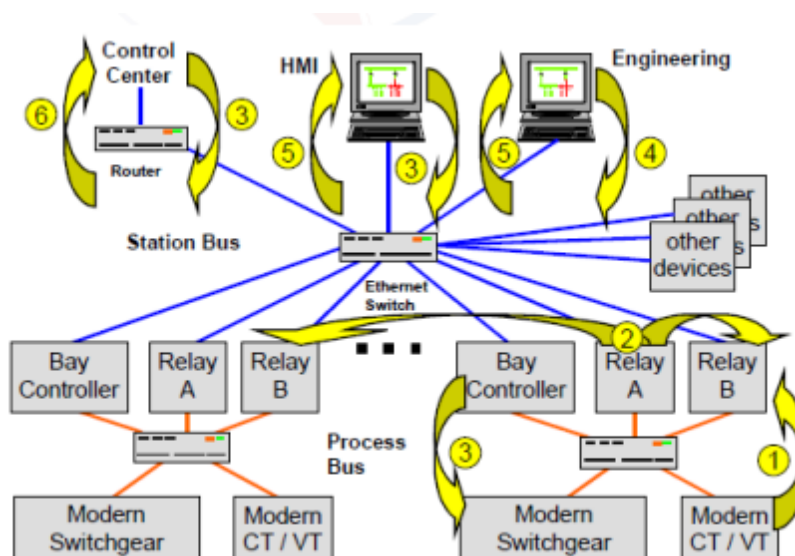 Control
Center
HMI
Engineering
6
3
5
3
5
4
Router
Station Bus
other
other
other
devices
Ethernet
Switch
2
Bay
Controller
Relay
A
Relay
B
Bay
Controller
Relay
A
Relay
B
Process
Bus
3
1
Modern
Switchgear
Modern
CT / VT
Modern
Switchgear
Modern
CT / VT